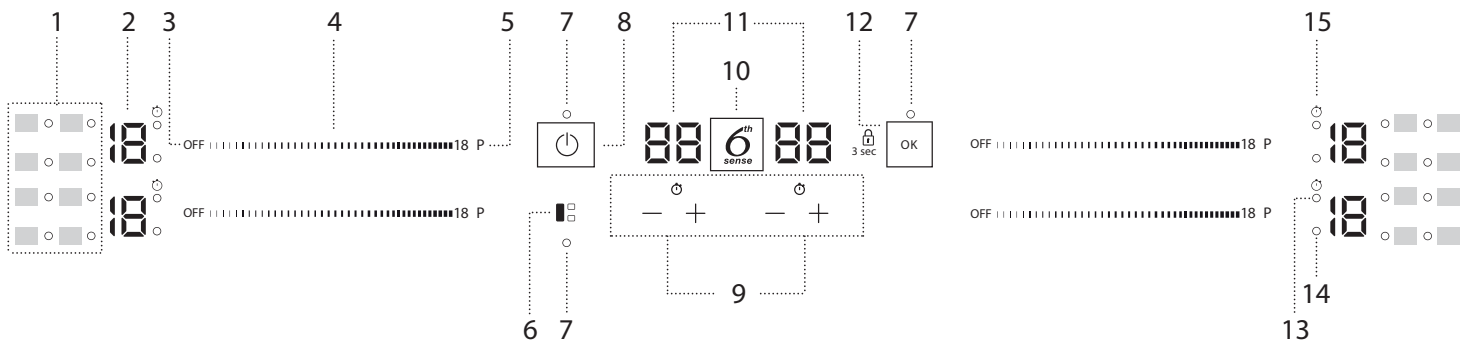 1 2 3 4 5 7 8 11 12 7 15
10
18 OFF 18 P 88 6th sense 88 3 sec OK OFF 18 P 18
18 OFF 18 P − + − + OFF 18 P 18
9
6 7 14
13